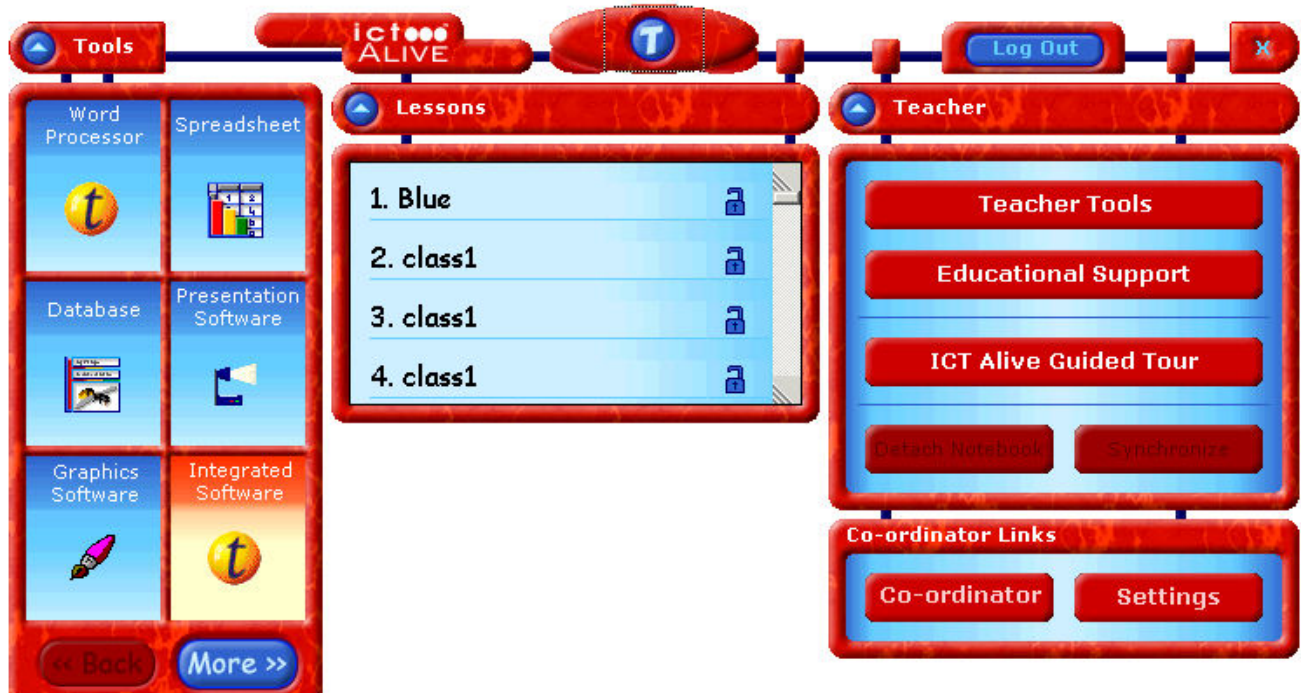 Tools
ict
ALIVE
T
Log Out
X
Word
Processor
t
Spreadsheet
Database
Presentation
Software
Graphics
Software
Integrated
Software
t
<< Back
More >>
Lessons
1. Blue
2. class1
3. class1
4. class1
Teacher
Teacher Tools
Educational Support
ICT Alive Guided Tour
Detach Notebook
Synchronize
Co-ordinator Links
Co-ordinator
Settings